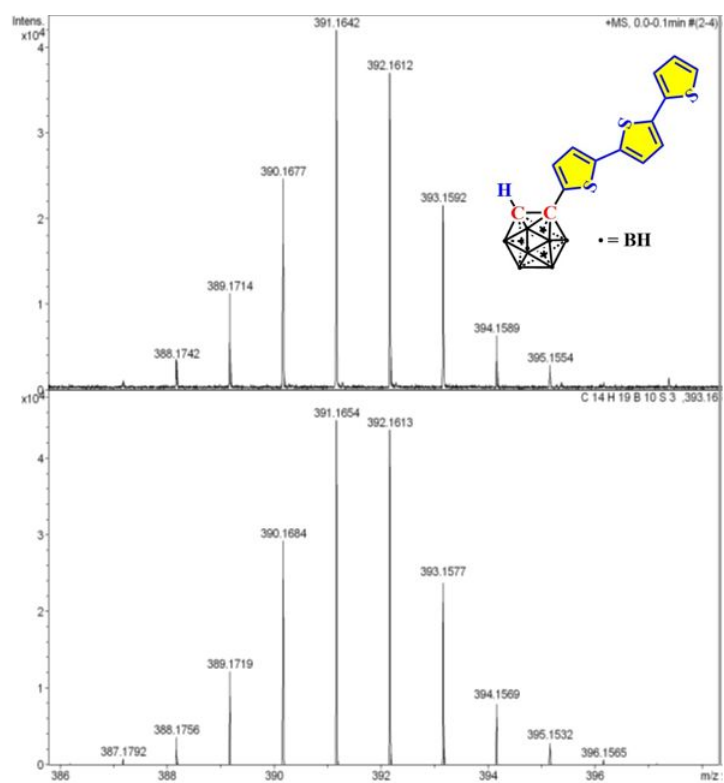 Intens.
x10⁴
+MS, 0.0-0.1min #(2-4)
391.1642
4
392.1612
S
S
3
390.1677
S
393.1592
H
C C
2
• = BH
389.1714
1
394.1589
388.1742
395.1554
0
x10⁴
C 14 H 19 B 10 S 3 ,393.16
391.1654
392.1613
4
390.1684
3
393.1577
2
389.1719
1
394.1569
388.1756
395.1532
387.1792
396.1565
0
386 388 390 392 394 396 m/z